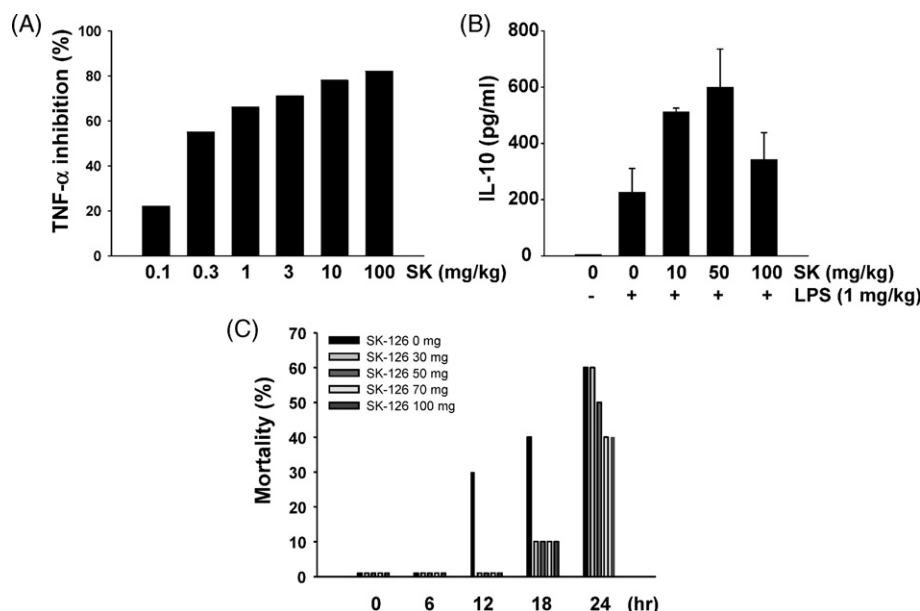 (A)
TNF-α inhibition (%)
100
80
60
40
20
0
0.1 0.3 1 3 10 100 SK (mg/kg)
(B)
IL-10 (pg/ml)
800
600
400
200
0
0 0 10 50 100 SK (mg/kg)
- + + + + LPS (1 mg/kg)
(C)
Mortality (%)
70
60
50
40
30
20
10
0
SK-126 0 mg
SK-126 30 mg
SK-126 50 mg
SK-126 70 mg
SK-126 100 mg
0 6 12 18 24 (hr)